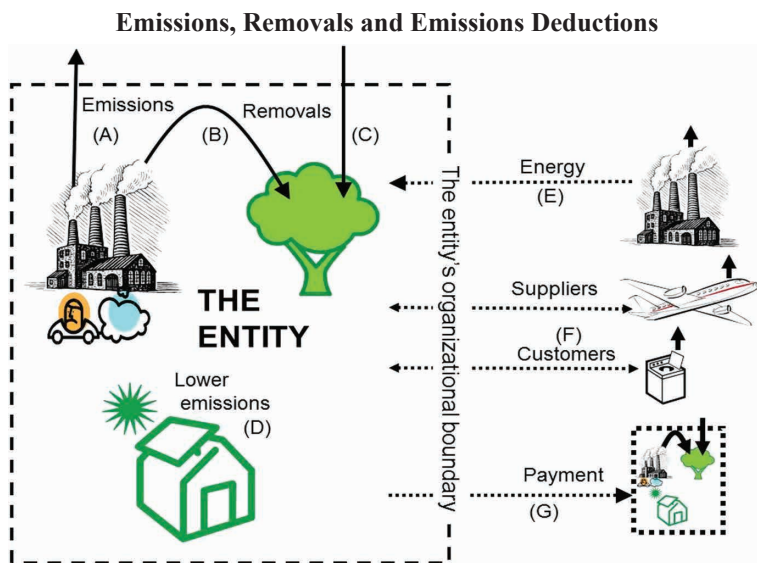 Emissions, Removals and Emissions Deductions
Emissions
(A)
(B)
Removals
(C)
THE
ENTITY
Lower
emissions
(D)
The entity's organizational boundary
Energy
(E)
Suppliers
(F)
Customers
Payment
(G)